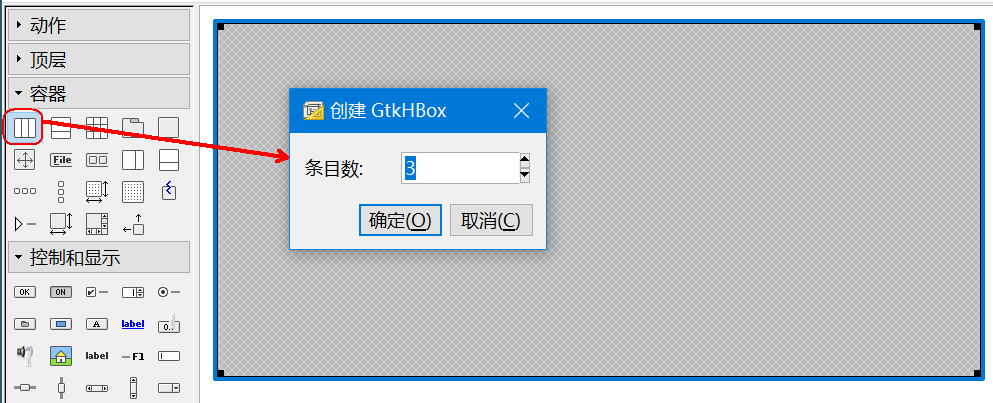 动作
顶层
容器
File
创建 GtkHBox
条目数:
3
确定(O)
取消(C)
控制和显示
OK
ON
A
label
0..
label
F1